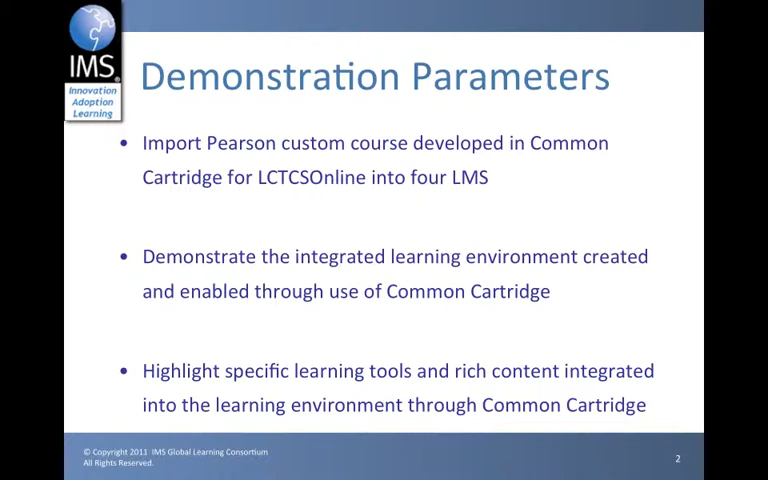 IMS®
Innovation
Adoption
Learning
Demonstration Parameters
• Import Pearson custom course developed in Common
Cartridge for LCTCSOnline into four LMS
• Demonstrate the integrated learning environment created
and enabled through use of Common Cartridge
• Highlight specific learning tools and rich content integrated
into the learning environment through Common Cartridge
© Copyright 2011 IMS Global Learning Consortium
All Rights Reserved.
2